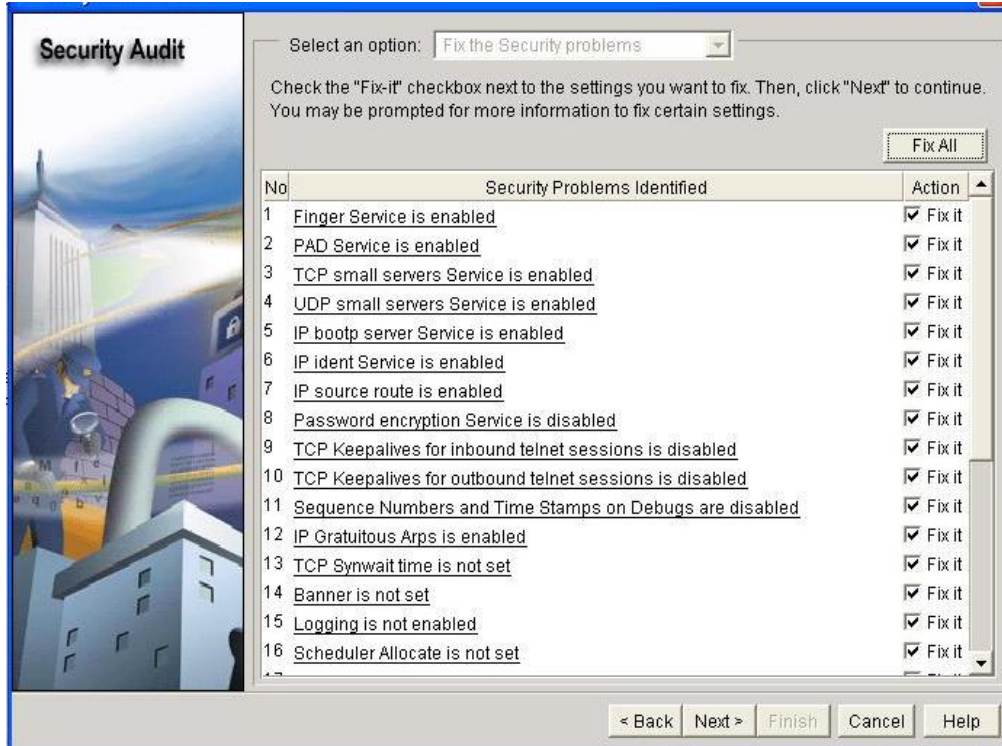 Security Audit
Select an option: Fix the Security problems
Check the "Fix-it" checkbox next to the settings you want to fix. Then, click "Next" to continue.
You may be prompted for more information to fix certain settings.
Fix All
No Security Problems Identified Action
1 Finger Service is enabled Fix it
2 PAD Service is enabled Fix it
3 TCP small servers Service is enabled Fix it
4 UDP small servers Service is enabled Fix it
5 IP bootp server Service is enabled Fix it
6 IP ident Service is enabled Fix it
7 IP source route is enabled Fix it
8 Password encryption Service is disabled Fix it
9 TCP Keepalives for inbound telnet sessions is disabled Fix it
10 TCP Keepalives for outbound telnet sessions is disabled Fix it
11 Sequence Numbers and Time Stamps on Debugs are disabled Fix it
12 IP Gratuitous Arps is enabled Fix it
13 TCP Synwait time is not set Fix it
14 Banner is not set Fix it
15 Logging is not enabled Fix it
16 Scheduler Allocate is not set Fix it
< Back Next > Finish Cancel Help